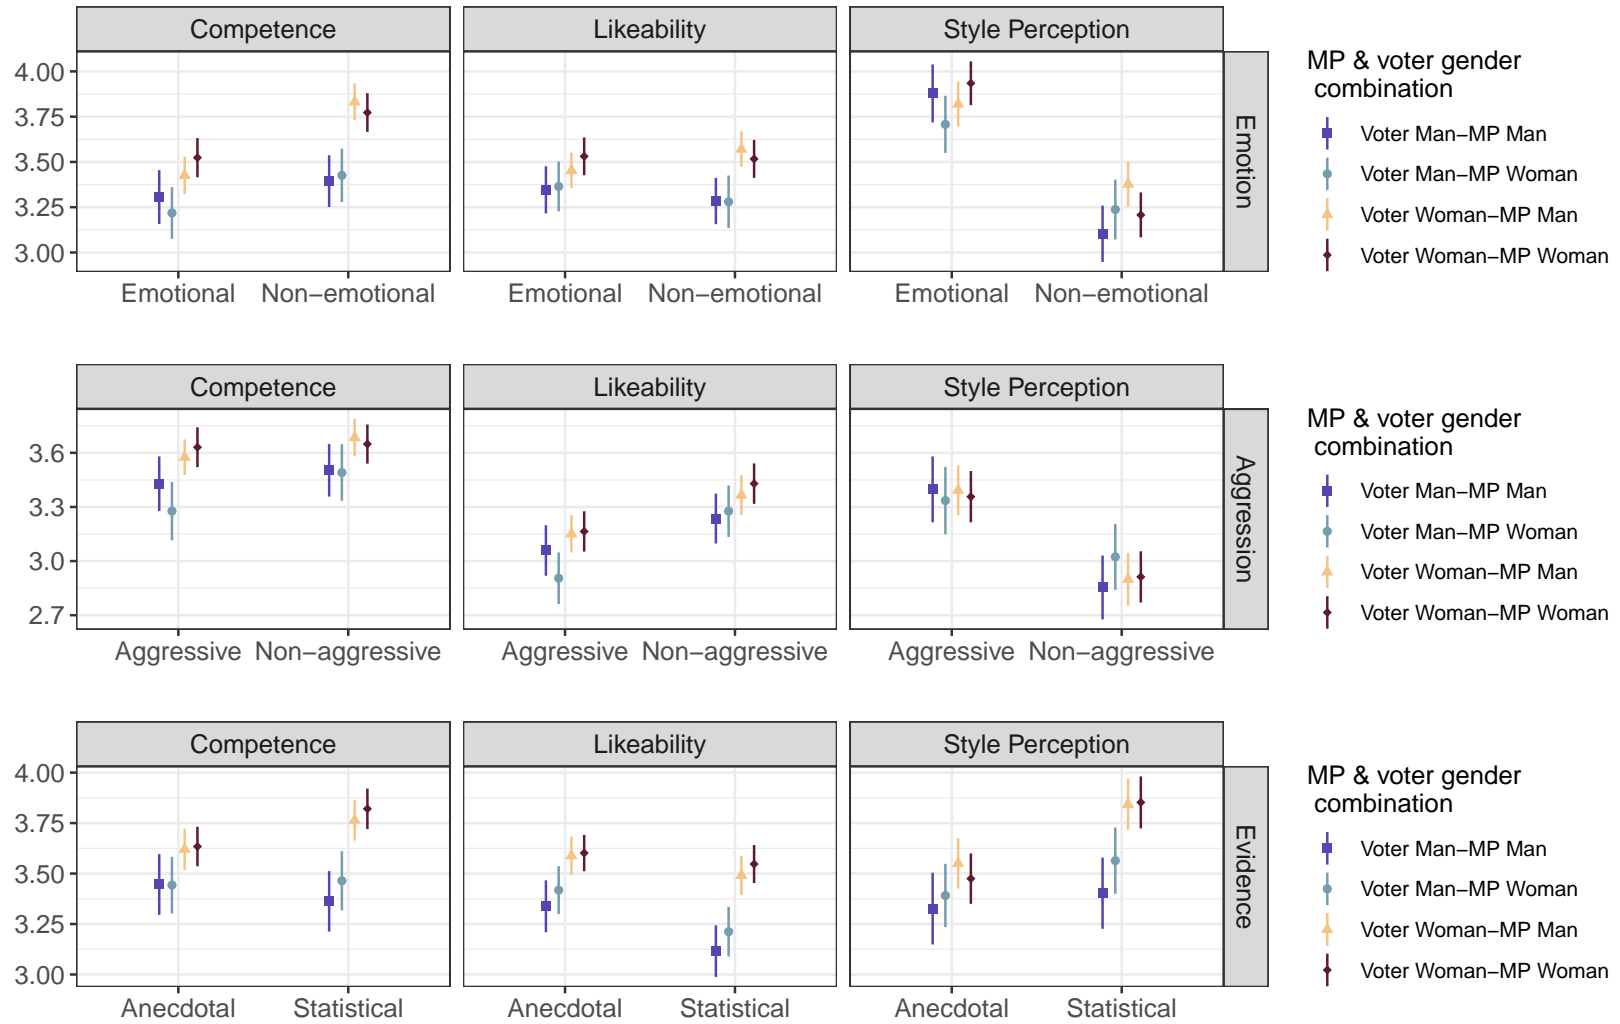 Competence Likeability Style Perception
4.00
3.75
3.50
3.25
3.00
Emotion
Emotional Non−emotional Emotional Non−emotional Emotional Non−emotional
MP & voter gender
combination
Voter Man−MP Man
Voter Man−MP Woman
Voter Woman−MP Man
Voter Woman−MP Woman
Competence Likeability Style Perception
3.6
3.3
3.0
2.7
Aggression
Aggressive Non−aggressive Aggressive Non−aggressive Aggressive Non−aggressive
MP & voter gender
combination
Voter Man−MP Man
Voter Man−MP Woman
Voter Woman−MP Man
Voter Woman−MP Woman
Competence Likeability Style Perception
4.00
3.75
3.50
3.25
3.00
Evidence
Anecdotal Statistical Anecdotal Statistical Anecdotal Statistical
MP & voter gender
combination
Voter Man−MP Man
Voter Man−MP Woman
Voter Woman−MP Man
Voter Woman−MP Woman